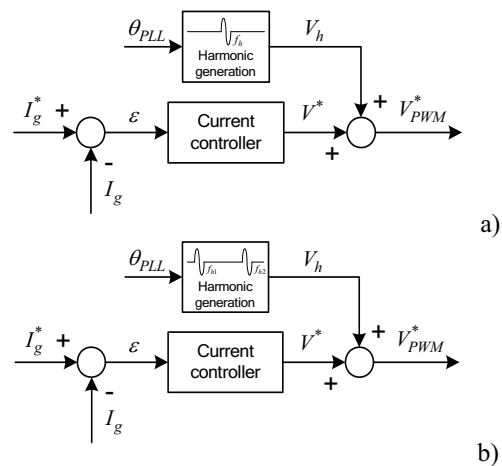 θ_PLL
f_h
Harmonic
generation
V_h
I_g^* +
ε
Current
controller
V^*
+
+
V_PWM^*
-
I_g
a)
θ_PLL
f_h1
f_h2
Harmonic
generation
V_h
I_g^* +
ε
Current
controller
V^*
+
+
V_PWM^*
-
I_g
b)